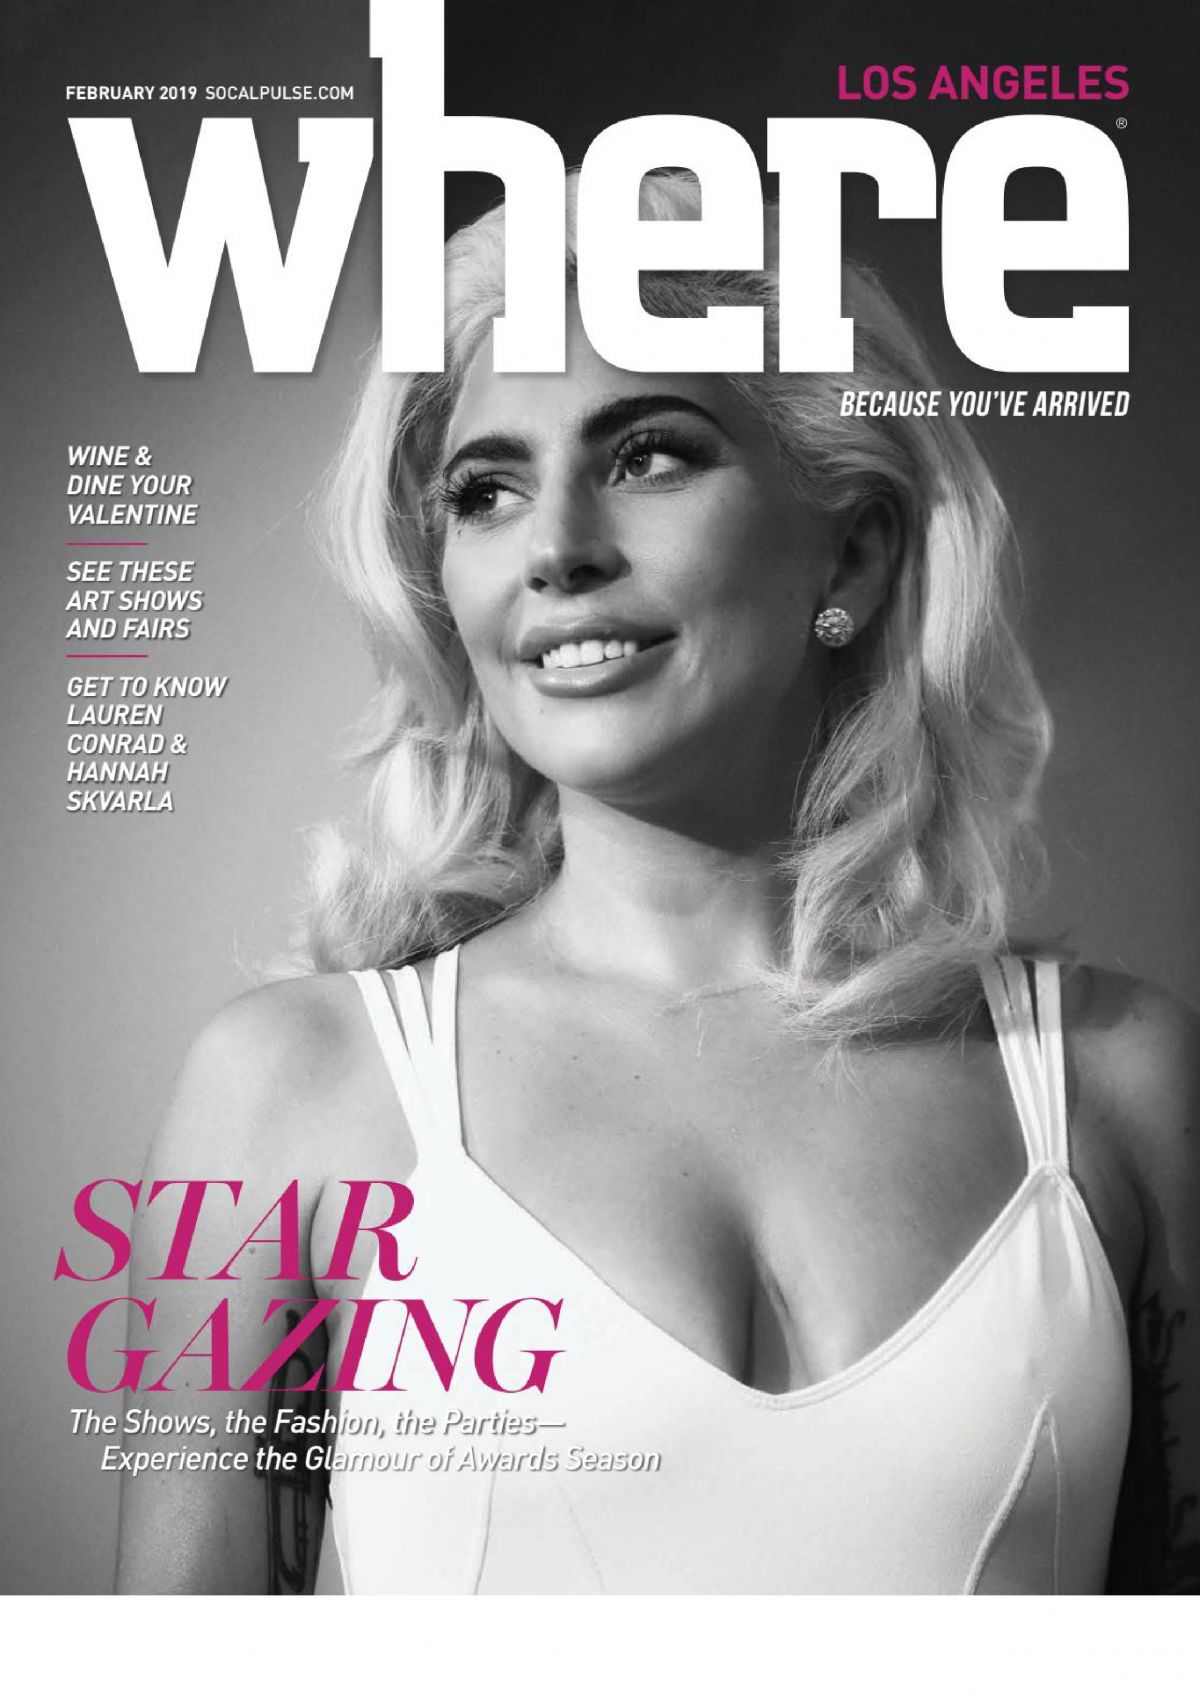 FEBRUARY 2019 SOCALPULSE.COM
LOS ANGELES
where®
BECAUSE YOU'VE ARRIVED
WINE &
DINE YOUR
VALENTINE
SEE THESE
ART SHOWS
AND FAIRS
GET TO KNOW
LAUREN
CONRAD &
HANNAH
SKVARLA
STAR
GAZING
The Shows, the Fashion, the Parties—
Experience the Glamour of Awards Season